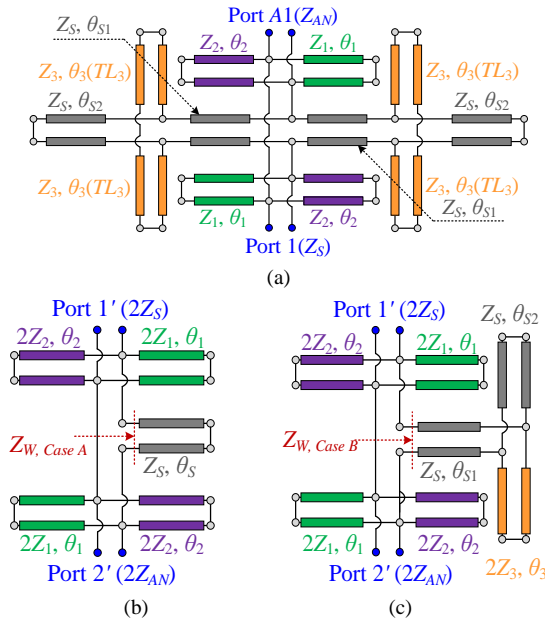 Port A1(Z_AN)
Z_S, θ_S1
Z_2, θ_2
Z_1, θ_1
Z_3, θ_3(TL_3)
Z_3, θ_3(TL_3)
Z_S, θ_S2
Z_S, θ_S2
Z_3, θ_3(TL_3)
Z_3, θ_3(TL_3)
Z_1, θ_1
Z_2, θ_2
Z_S, θ_S1
Port 1(Z_S)
(a)
Port 1′ (2Z_S)
2Z_2, θ_2
2Z_1, θ_1
Z_W, Case A
Z_S, θ_S
2Z_1, θ_1
2Z_2, θ_2
Port 2′ (2Z_AN)
(b)
Port 1′ (2Z_S)
Z_S, θ_S2
2Z_2, θ_2
2Z_1, θ_1
Z_W, Case B
Z_S, θ_S1
2Z_1, θ_1
2Z_2, θ_2
2Z_3, θ_3
Port 2′ (2Z_AN)
(c)